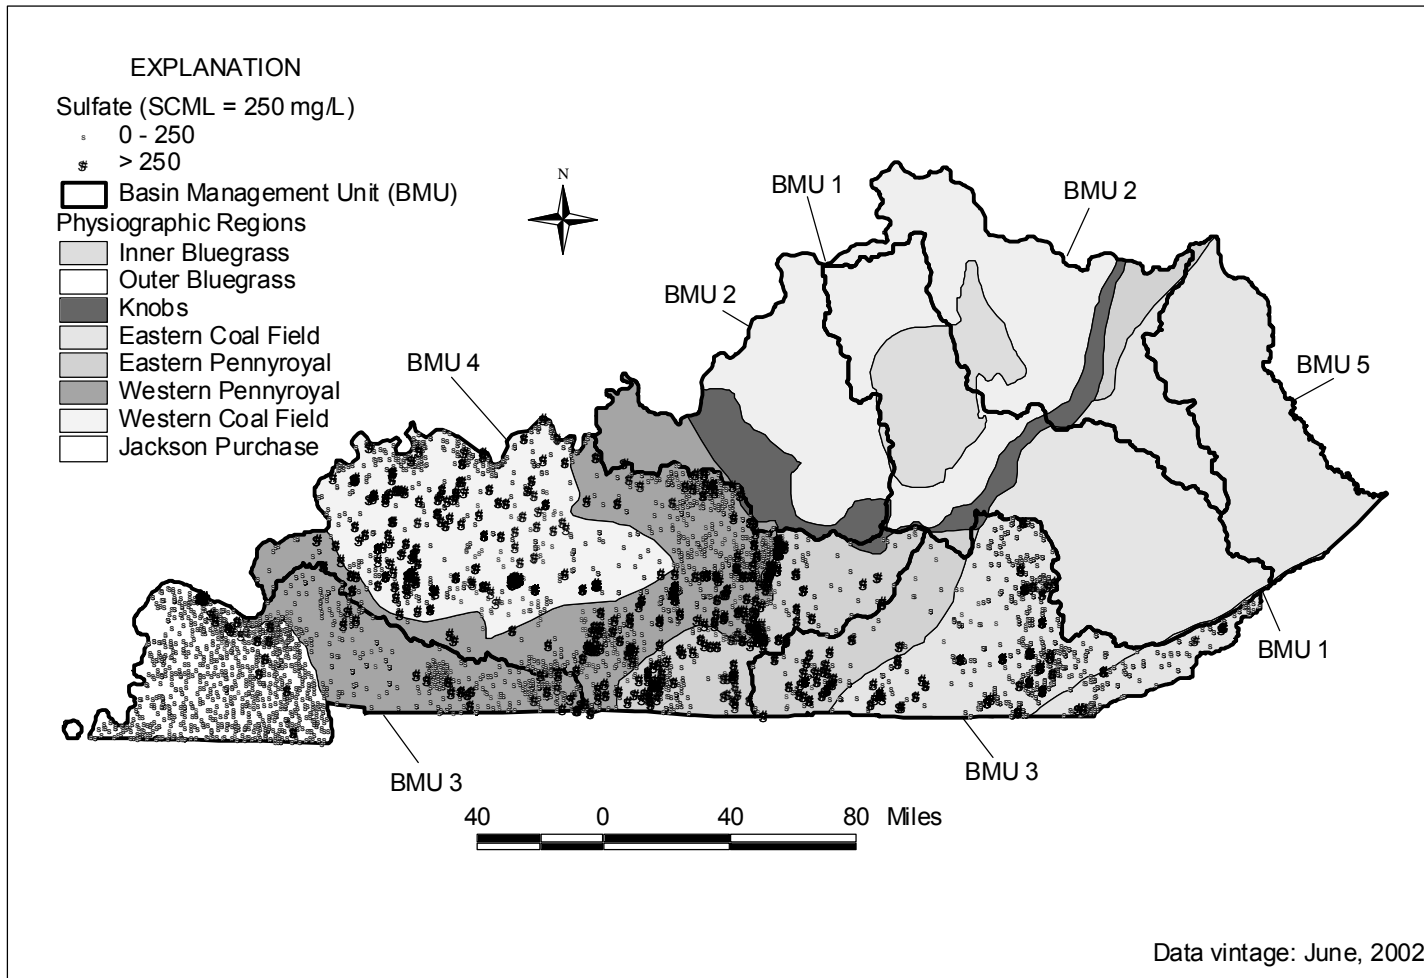 EXPLANATION
Sulfate (SCML = 250 mg/L)
0 - 250
> 250
Basin Management Unit (BMU)
Physiographic Regions
Inner Bluegrass
Outer Bluegrass
Knobs
Eastern Coal Field
Eastern Pennyroyal
Western Pennyroyal
Western Coal Field
Jackson Purchase
N
BMU 1
BMU 2
BMU 2
BMU 4
BMU 5
BMU 1
BMU 3
BMU 3
40 0 40 80 Miles
Data vintage: June, 2002